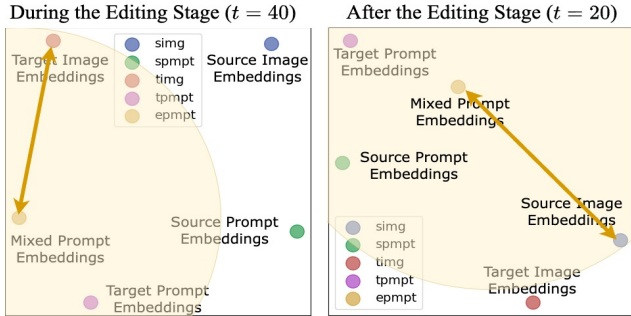 During the Editing Stage (t = 40)
Target Image
Embeddings
simg
spmpt
timg
tpmpt
epmpt
Source Image
Embeddings
Source Prompt
Embeddings
Mixed Prompt
Embeddings
Target Prompt
Embeddings
After the Editing Stage (t = 20)
Target Prompt
Embeddings
Mixed Prompt
Embeddings
Source Prompt
Embeddings
Source Image
Embeddings
simg
spmpt
timg
tpmpt
epmpt
Target Image
Embeddings